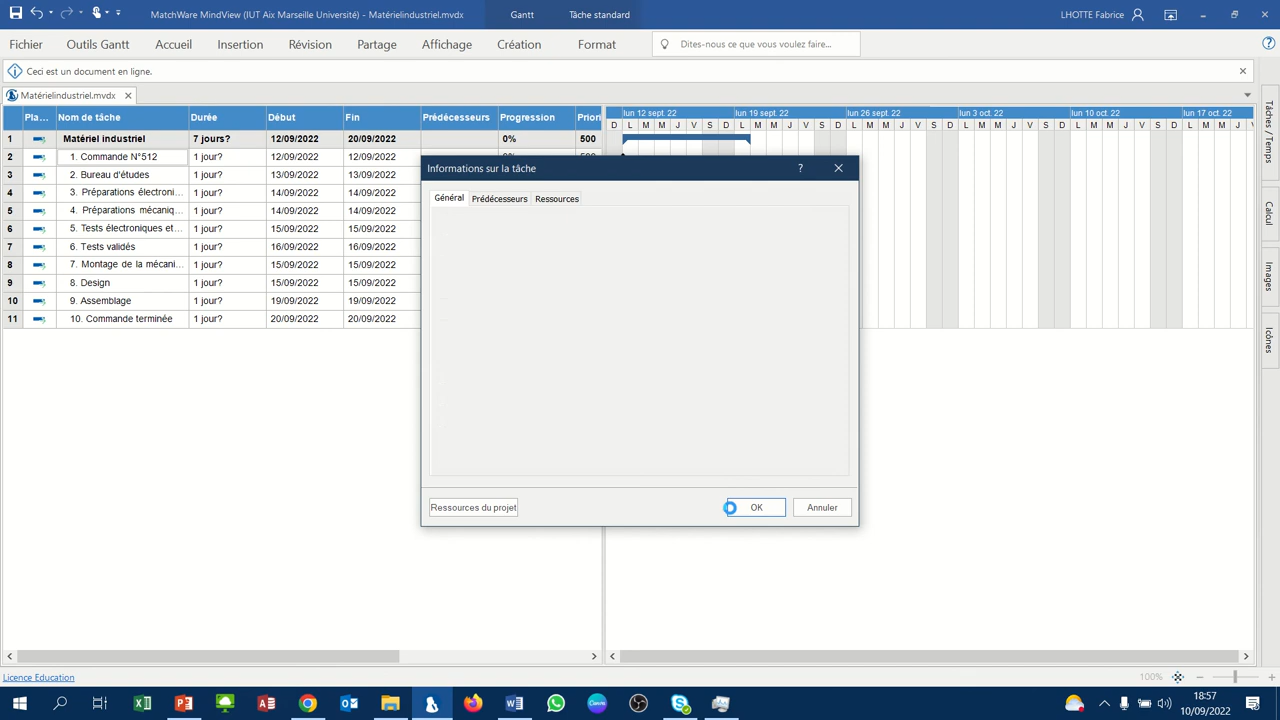 MatchWare MindView (IUT Aix Marseille Université) - Matérielindustriel.mvdx
Gantt
Tâche standard
LHOTTE Fabrice
Fichier Outils Gantt Accueil Insertion Révision Partage Affichage Création Format Dites-nous ce que vous voulez faire...
Ceci est un document en ligne.
Matérielindustriel.mvdx
Pla... Nom de tâche Durée Début Fin Prédécesseurs Progression Priori
lun 12 sept. 22 lun 19 sept. 22 lun 26 sept. 22 lun 3 oct. 22 lun 10 oct. 22 lun 17 oct. 22
D L M M J V S D L M M J V S D L M M J V S D L M M J V S D L M M J V S D L M M J
1 Matériel industriel 7 jours? 12/09/2022 20/09/2022 0% 500
2 1. Commande N°512 1 jour? 12/09/2022 12/09/2022
3 2. Bureau d'études 1 jour? 13/09/2022 13/09/2022
4 3. Préparations électroni... 1 jour? 14/09/2022 14/09/2022
5 4. Préparations mécaniq... 1 jour? 14/09/2022 14/09/2022
6 5. Tests électroniques et... 1 jour? 15/09/2022 15/09/2022
7 6. Tests validés 1 jour? 16/09/2022 16/09/2022
8 7. Montage de la mécani... 1 jour? 15/09/2022 15/09/2022
9 8. Design 1 jour? 15/09/2022 15/09/2022
10 9. Assemblage 1 jour? 19/09/2022 19/09/2022
11 10. Commande terminée 1 jour? 20/09/2022 20/09/2022
Informations sur la tâche
?
Général Prédécesseurs Ressources
Ressources du projet OK Annuler
Tâches / Temps
Calcul
Images
Icônes
Licence Education
100%
18:57
10/09/2022